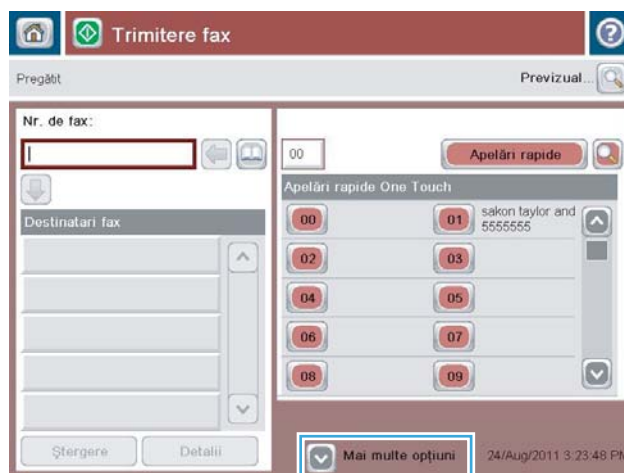 Trimitere fax
Pregătit
Previzual...
Nr. de fax:
00
Apelări rapide
Apelări rapide One Touch
Destinatari fax
00
01 sakon taylor and
5555555
02
03
04
05
06
07
08
09
Ştergere
Detalii
Mai multe opţiuni
24/Aug/2011 3:23:48 PM